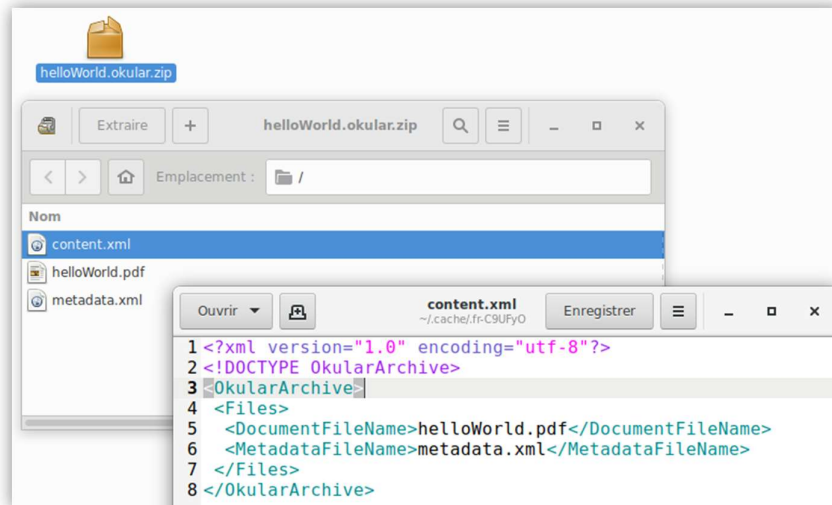 helloWorld.okular.zip
Extraire
helloWorld.okular.zip
Emplacement :
/
Nom
content.xml
helloWorld.pdf
metadata.xml
Ouvrir
content.xml
~/.cache/.fr-C9UFyO
Enregistrer
1 <?xml version="1.0" encoding="utf-8"?>
2 <!DOCTYPE OkularArchive>
3 <OkularArchive>
4  <Files>
5   <DocumentFileName>helloWorld.pdf</DocumentFileName>
6   <MetadataFileName>metadata.xml</MetadataFileName>
7  </Files>
8 </OkularArchive>